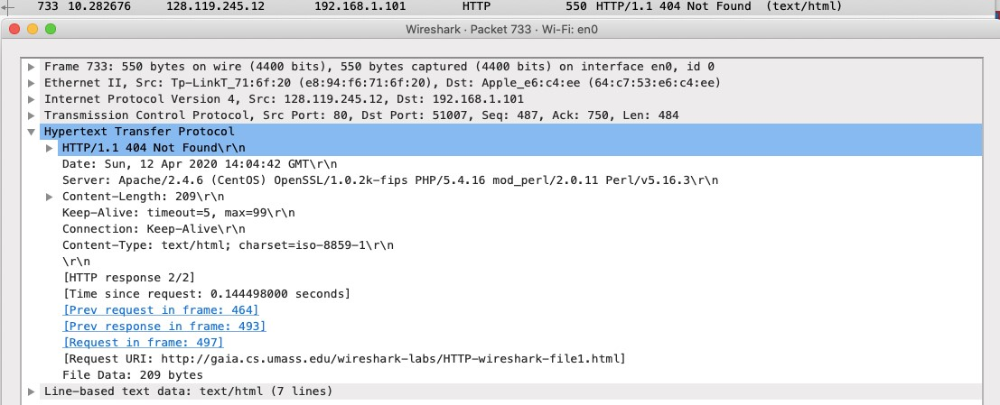 733 10.282676 128.119.245.12 192.168.1.101 HTTP 550 HTTP/1.1 404 Not Found (text/html)
Wireshark · Packet 733 · Wi-Fi: en0
Frame 733: 550 bytes on wire (4400 bits), 550 bytes captured (4400 bits) on interface en0, id 0
Ethernet II, Src: Tp-LinkT_71:6f:20 (e8:94:f6:71:6f:20), Dst: Apple_e6:c4:ee (64:c7:53:e6:c4:ee)
Internet Protocol Version 4, Src: 128.119.245.12, Dst: 192.168.1.101
Transmission Control Protocol, Src Port: 80, Dst Port: 51007, Seq: 487, Ack: 750, Len: 484
Hypertext Transfer Protocol
HTTP/1.1 404 Not Found\r\n
Date: Sun, 12 Apr 2020 14:04:42 GMT\r\n
Server: Apache/2.4.6 (CentOS) OpenSSL/1.0.2k-fips PHP/5.4.16 mod_perl/2.0.11 Perl/v5.16.3\r\n
Content-Length: 209\r\n
Keep-Alive: timeout=5, max=99\r\n
Connection: Keep-Alive\r\n
Content-Type: text/html; charset=iso-8859-1\r\n
\r\n
[HTTP response 2/2]
[Time since request: 0.144498000 seconds]
[Prev request in frame: 464]
[Prev response in frame: 493]
[Request in frame: 497]
[Request URI: http://gaia.cs.umass.edu/wireshark-labs/HTTP-wireshark-file1.html]
File Data: 209 bytes
Line-based text data: text/html (7 lines)